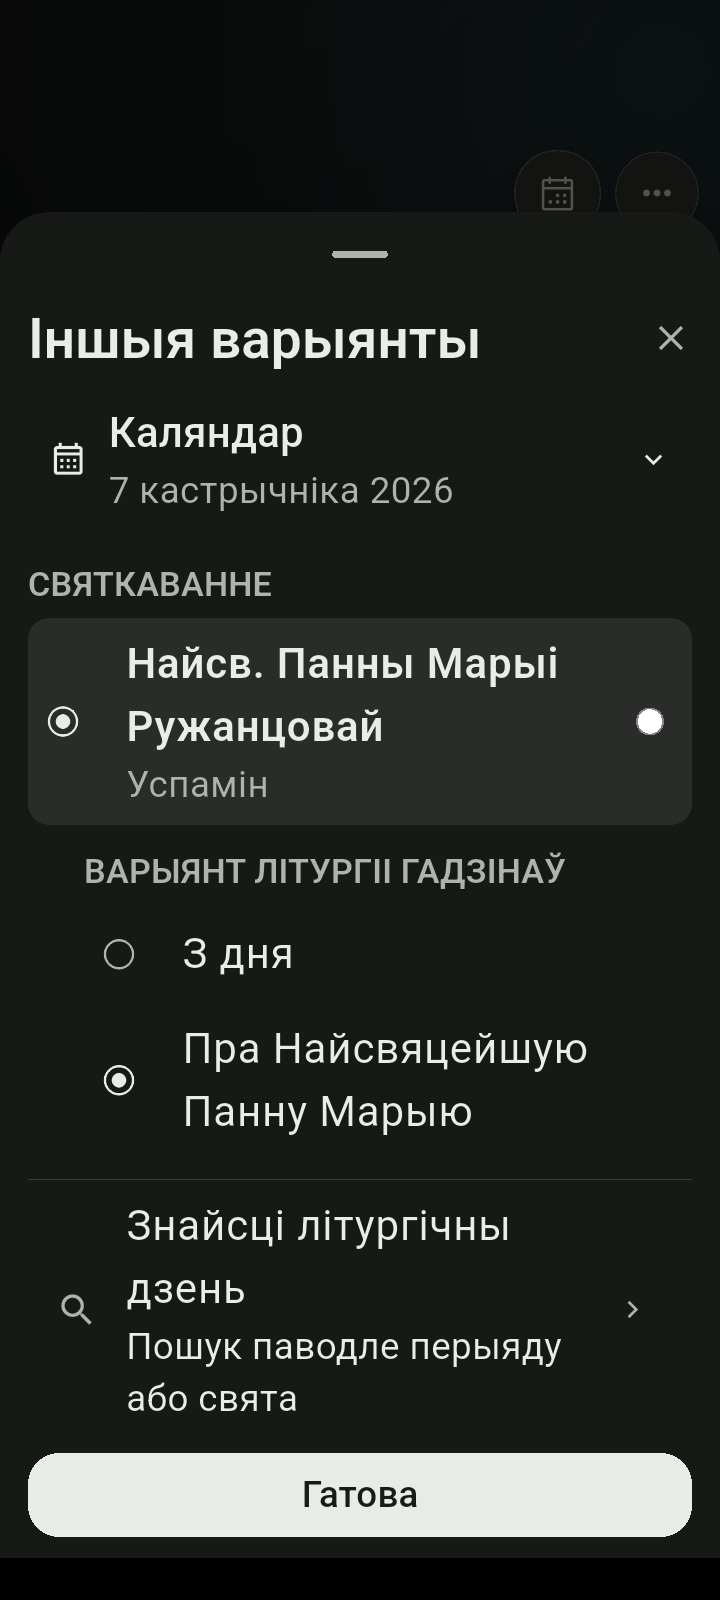 Іншыя варыянты
Каляндар
7 кастрычніка 2026
СВЯТКАВАННЕ
Найсв. Панны Марыі
Ружанцовай
Успамін
ВАРЫЯНТ ЛІТУРГІІ ГАДЗІНАЎ
З дня
Пра Найсвяцейшую
Панну Марыю
Знайсці літургічны
дзень
Пошук паводле перыяду
або свята
Гатова